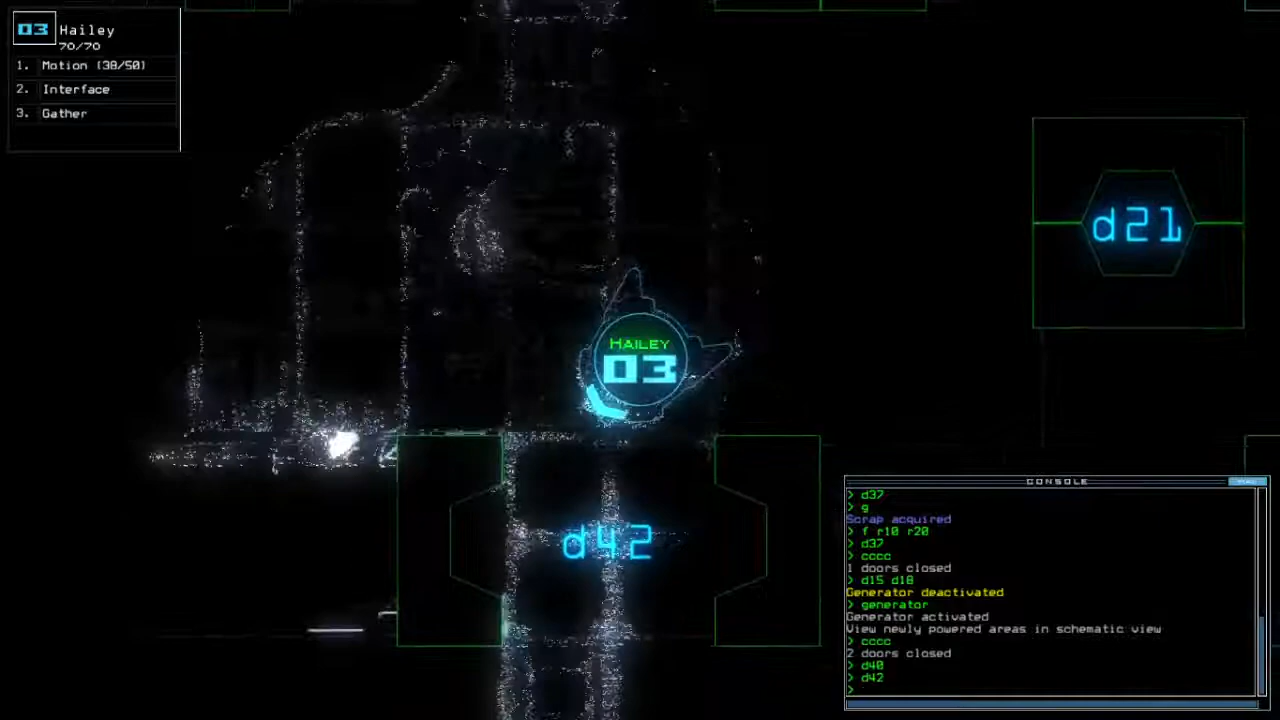 03 Hailey
70/70
1. Motion (38/50)
2. Interface
3. Gather
d21
HAILEY
03
d42
CONSOLE
> d37
> g
Scrap acquired
> f r10 r20
> d37
> cccc
1 doors closed
> d15 d18
Generator deactivated
> generator
Generator activated
View newly powered areas in schematic view
> cccc
2 doors closed
> d40
> d42
>